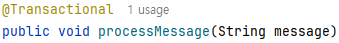 @Transactional 1 usage
public void processMessage(String message)